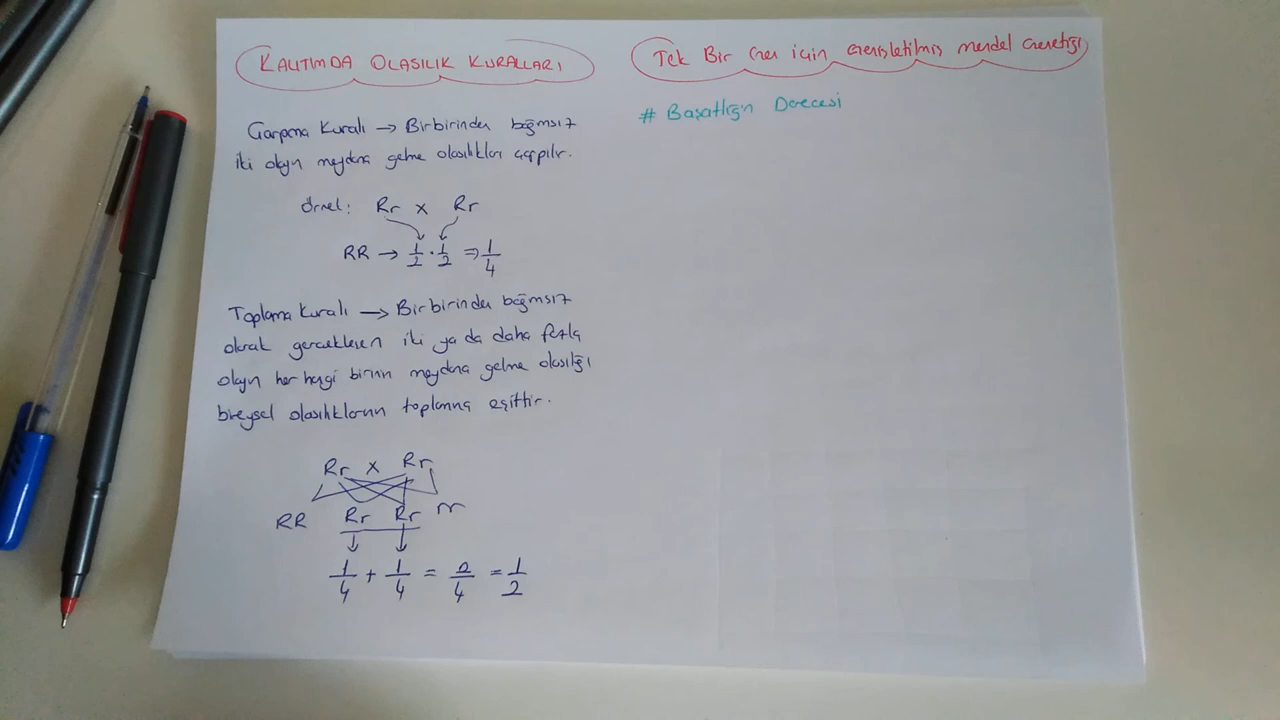 KALITIMDA OLASILIK KURALLARI
Çarpma Kuralı → Birbirinden bağımsız
iki olayın meydana gelme olasılıkları çarpılır.
Örnek: Rr x Rr
RR → 1/2 · 1/2 ⇒ 1/4
Toplama Kuralı → Birbirinden bağımsız
olarak gerçekleşen iki ya da daha fazla
olayın her hangi birinin meydana gelme olasılığı
bireysel olasılıkların toplamına eşittir.
Rr x Rr
RR Rr Rr rr
1/4 + 1/4 = 2/4 = 1/2
Tek Bir Gen için Genişletilmiş mendel Genetiği
# Başatlığın Derecesi